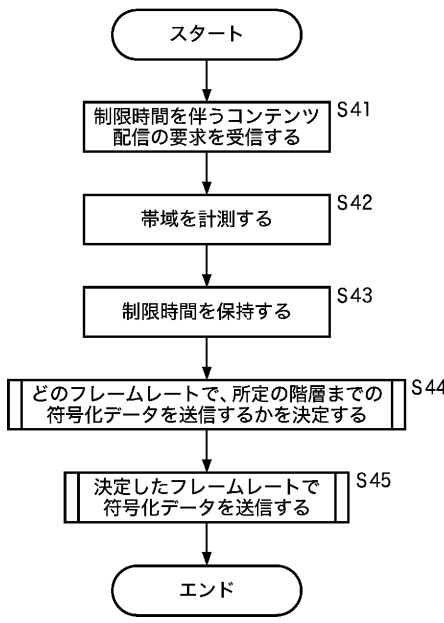 スタート
制限時間を伴うコンテンツ
配信の要求を受信する
S41
帯域を計測する
S42
制限時間を保持する
S43
どのフレームレートで、所定の階層までの
符号化データを送信するかを決定する
S44
決定したフレームレートで
符号化データを送信する
S45
エンド